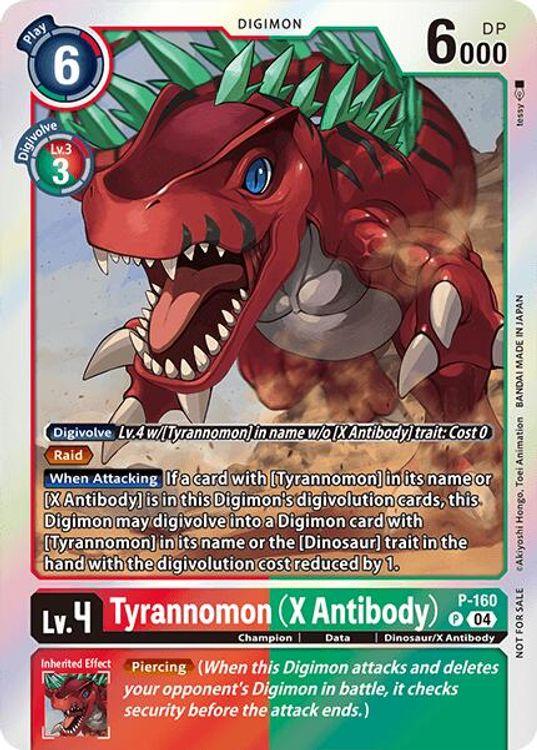 DIGIMON
Play
6
DP
6000
Digivolve
Lv.3
3
tessy
Digivolve Lv.4 w/[Tyrannomon] in name w/o [X Antibody] trait: Cost 0
Raid
When Attacking If a card with [Tyrannomon] in its name or
[X Antibody] is in this Digimon's digivolution cards, this
Digimon may digivolve into a Digimon card with
[Tyrannomon] in its name or the [Dinosaur] trait in the
hand with the digivolution cost reduced by 1.
©Akiyoshi Hongo, Toei Animation BANDAI MADE IN JAPAN
NOT FOR SALE
Lv.4 Tyrannomon (X Antibody) P-160
P 04
Champion | Data | Dinosaur/X Antibody
Inherited Effect
Piercing (When this Digimon attacks and deletes
your opponent's Digimon in battle, it checks
security before the attack ends.)